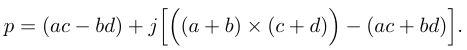 p = (ac − bd) + j[((a + b) × (c + d)) − (ac + bd)].